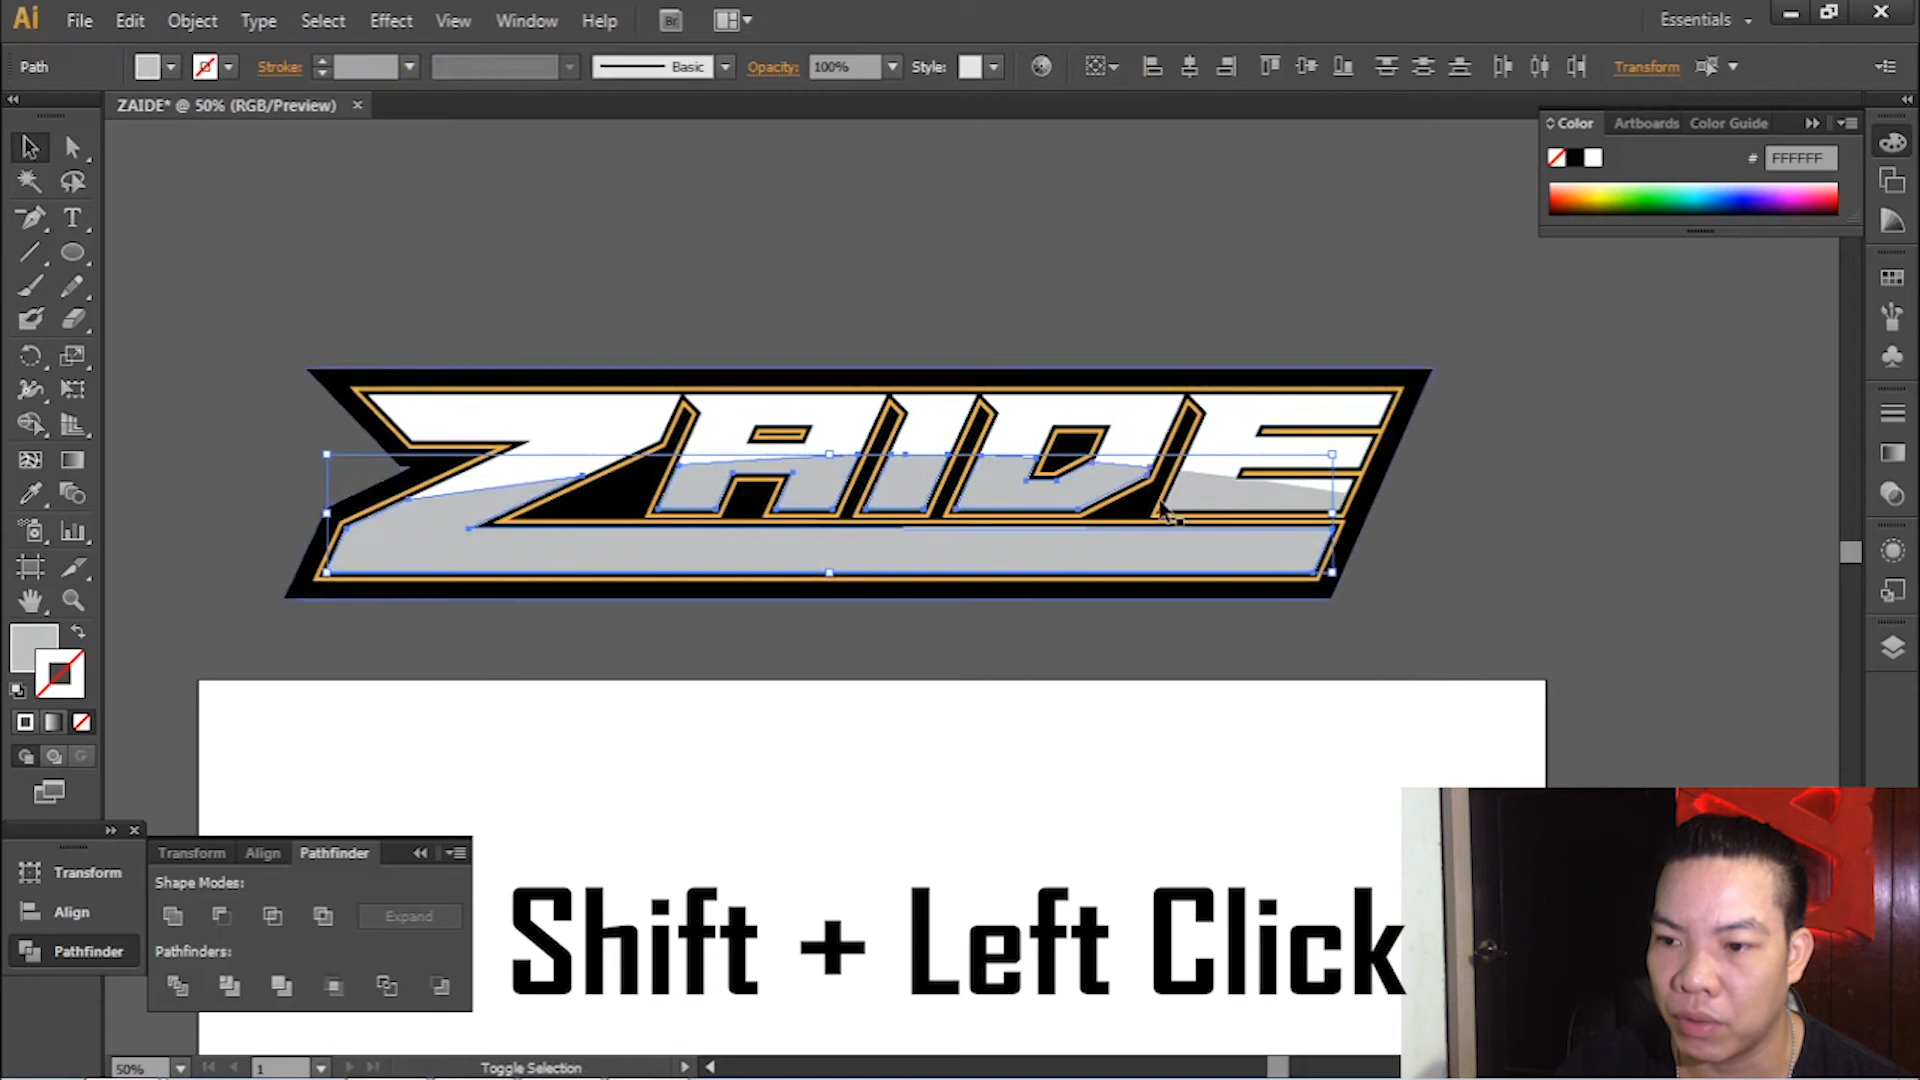 Ai File Edit Object Type Select Effect View Window Help Br Essentials
Path Stroke: Basic Opacity: 100% Style: Transform
ZAIDE* @ 50% (RGB/Preview) ×
Color Artboards Color Guide
# FFFFFF
ZAIDE
Transform Align Pathfinder
Transform
Shape Modes:
Align
Expand
Pathfinder
Pathfinders:
Shift + Left Click
50% 1 Toggle Selection